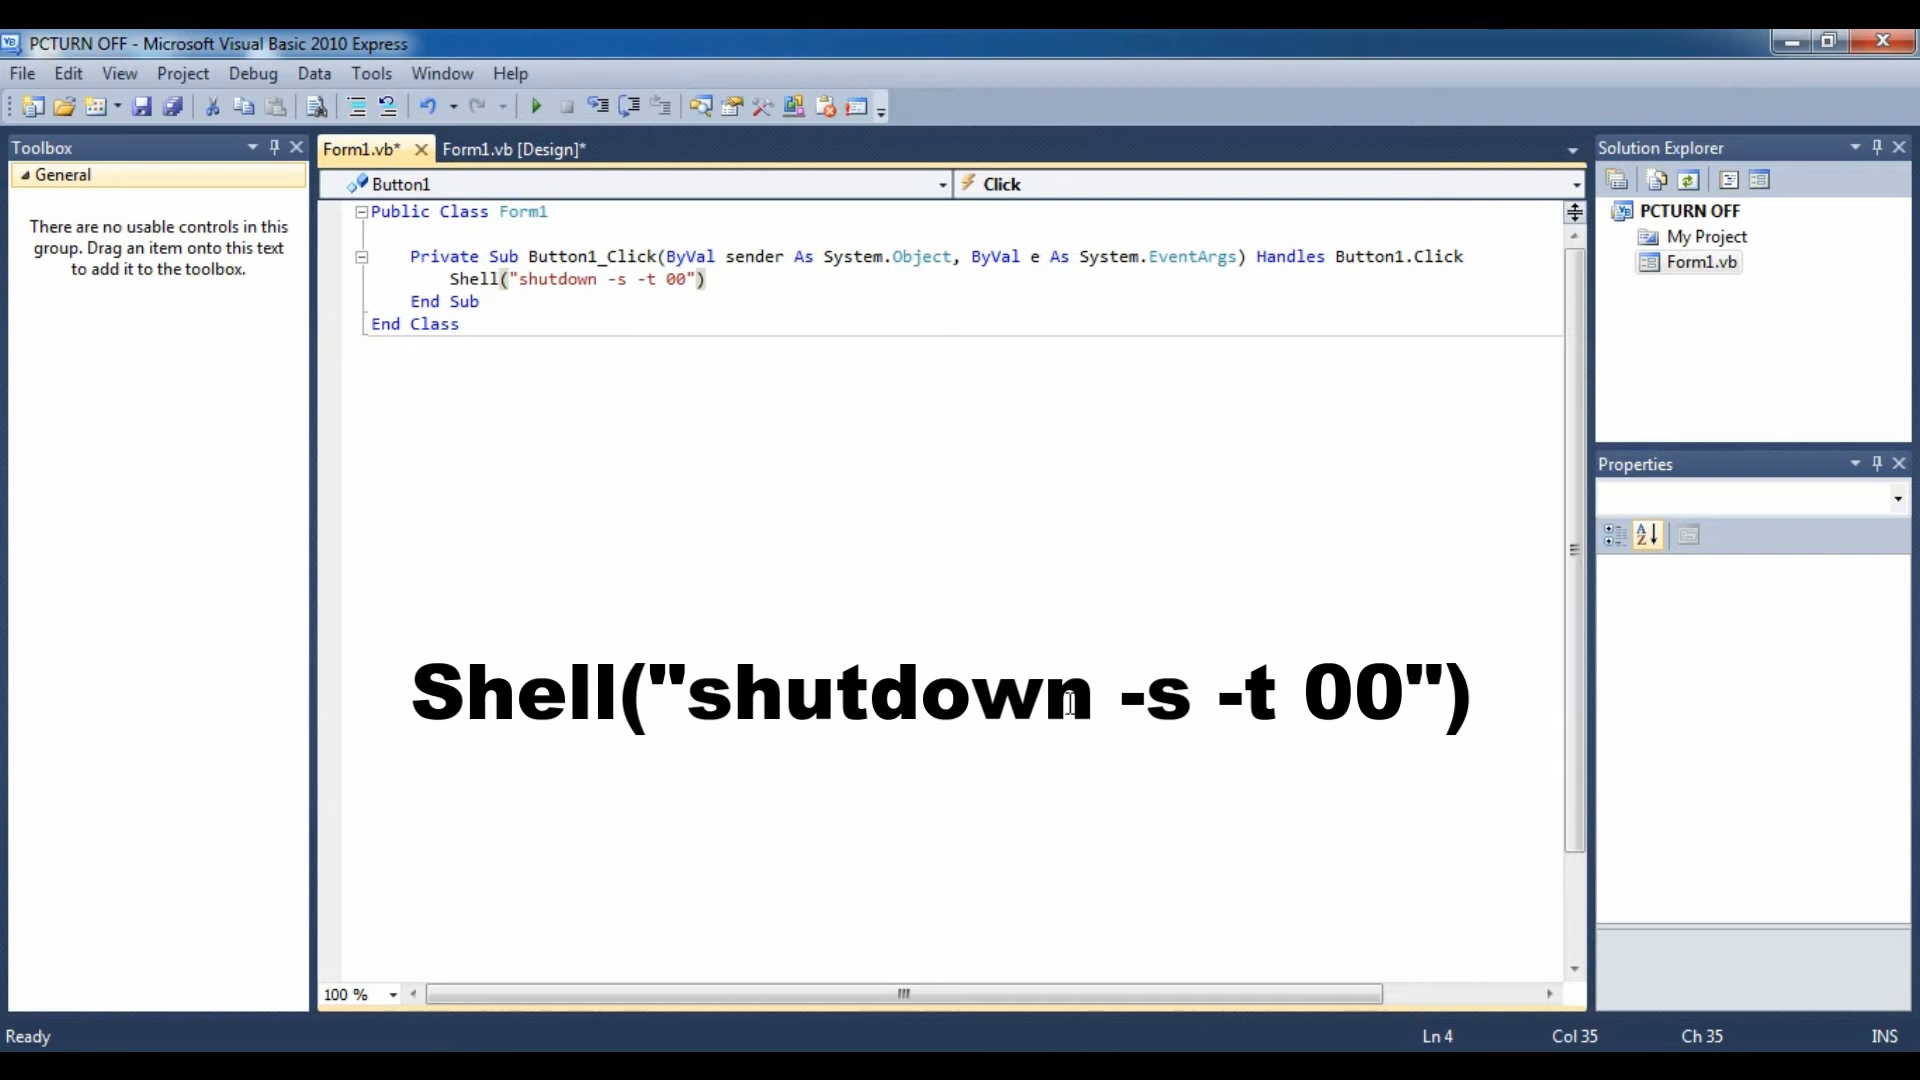 PCTURN OFF - Microsoft Visual Basic 2010 Express
File Edit View Project Debug Data Tools Window Help
Toolbox
General
There are no usable controls in this
group. Drag an item onto this text
to add it to the toolbox.
Form1.vb* Form1.vb [Design]*
Button1 Click
Public Class Form1
Private Sub Button1_Click(ByVal sender As System.Object, ByVal e As System.EventArgs) Handles Button1.Click
Shell("shutdown -s -t 00")
End Sub
End Class
Shell("shutdown -s -t 00")
100 %
Solution Explorer
PCTURN OFF
My Project
Form1.vb
Properties
Ready Ln 4 Col 35 Ch 35 INS